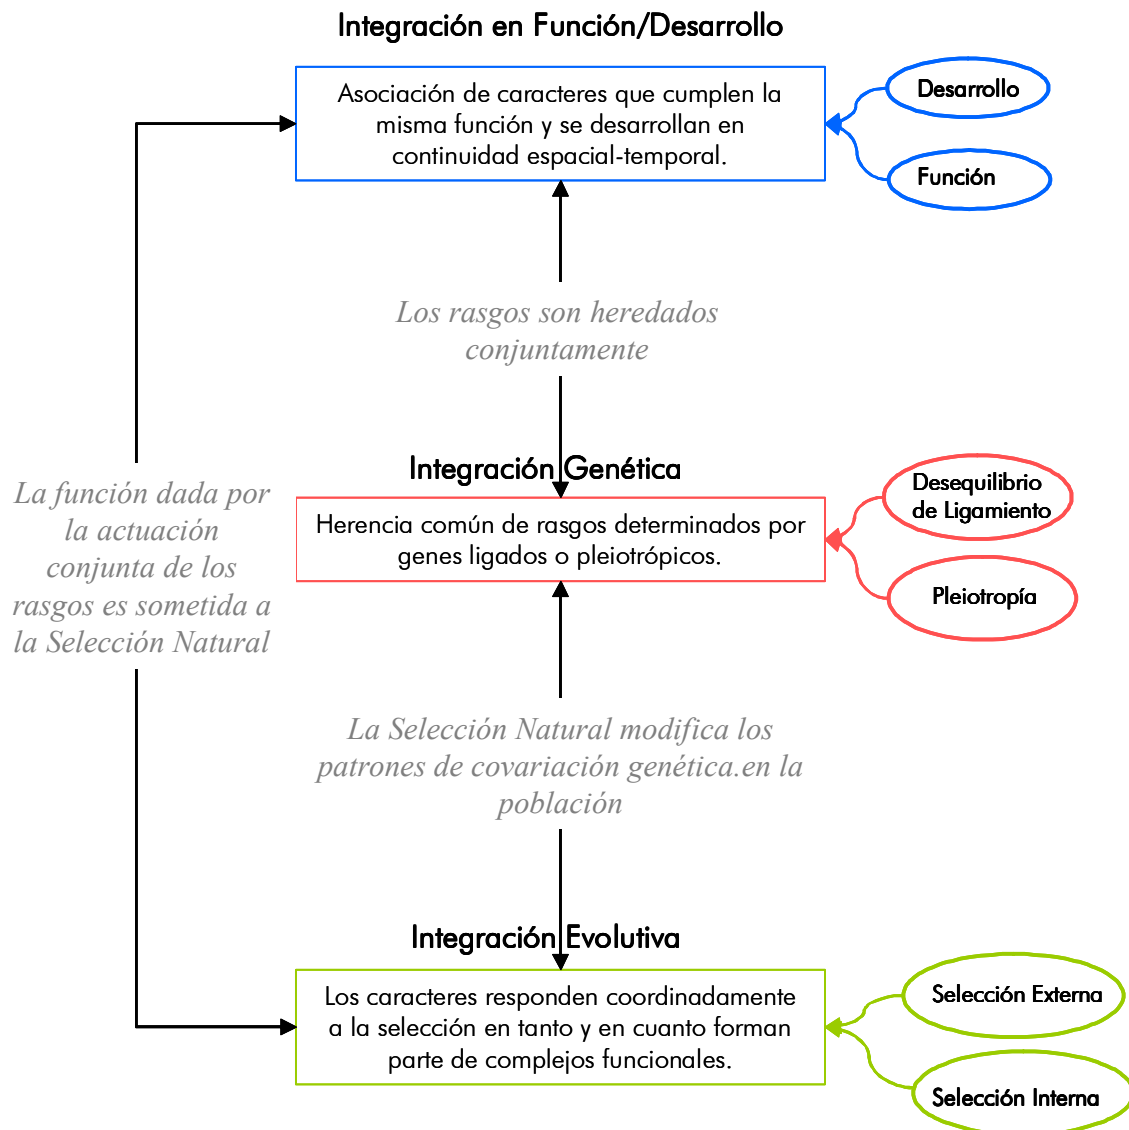 Integración en Función/Desarrollo
Asociación de caracteres que cumplen la
misma función y se desarrollan en
continuidad espacial-temporal.
Desarrollo
Función
Los rasgos son heredados
conjuntamente
La función dada por
la actuación
conjunta de los
rasgos es sometida a
la Selección Natural
Integración Genética
Herencia común de rasgos determinados por
genes ligados o pleiotrópicos.
Desequilibrio
de Ligamiento
Pleiotropía
La Selección Natural modifica los
patrones de covariación genética.en la
población
Integración Evolutiva
Los caracteres responden coordinadamente
a la selección en tanto y en cuanto forman
parte de complejos funcionales.
Selección Externa
Selección Interna